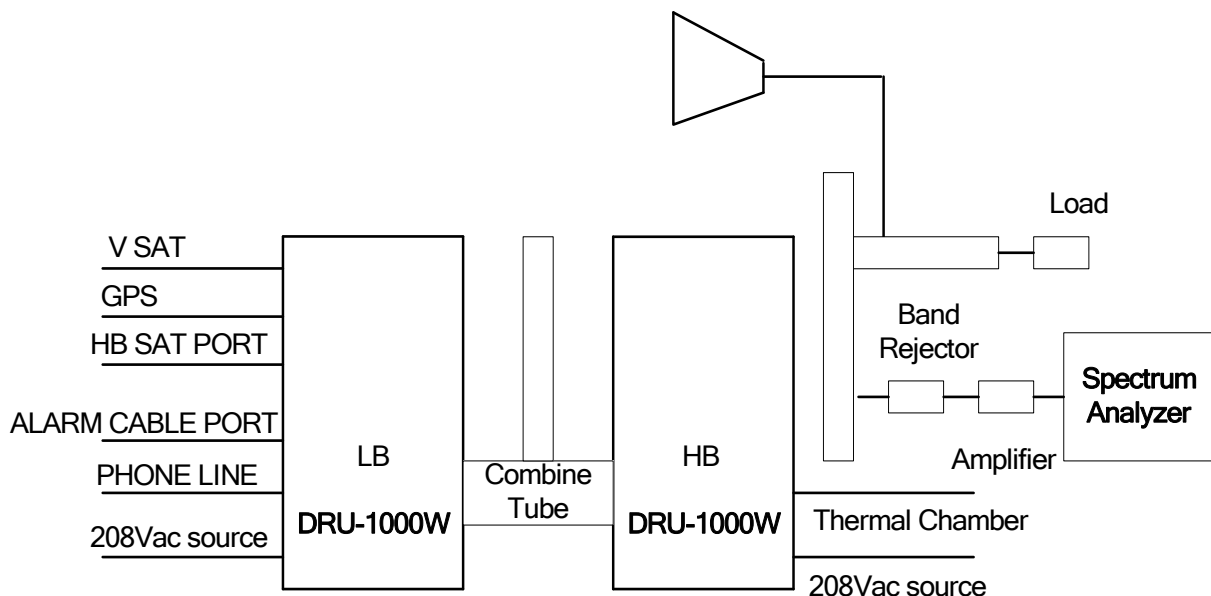 V SAT
GPS
HB SAT PORT
ALARM CABLE PORT
PHONE LINE
208Vac source
LB
DRU-1000W
Combine
Tube
HB
DRU-1000W
Load
Band
Rejector
Spectrum
Analyzer
Amplifier
Thermal Chamber
208Vac source